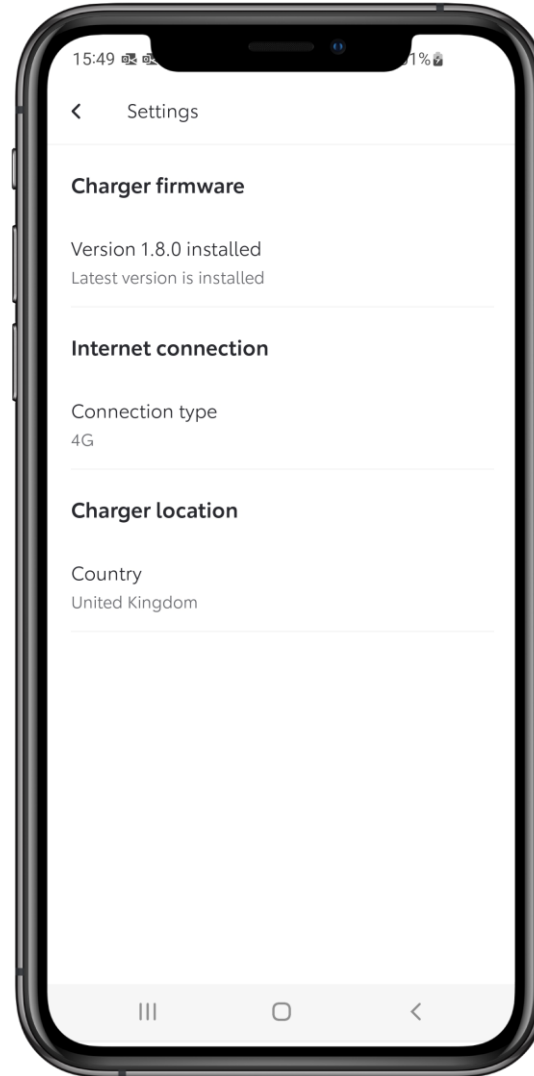 15:49
1%
Settings
Charger firmware
Version 1.8.0 installed
Latest version is installed
Internet connection
Connection type
4G
Charger location
Country
United Kingdom